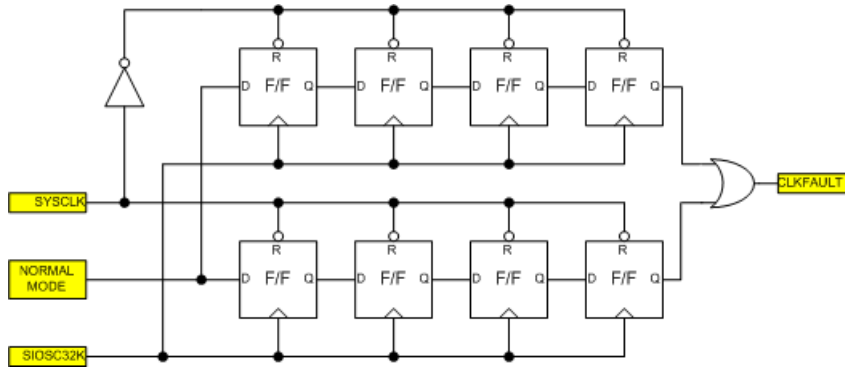 R R R R
D F/F Q D F/F Q D F/F Q D F/F Q
SYSCLK
CLKFAULT
R R R R
NORMAL
MODE
D F/F Q D F/F Q D F/F Q D F/F Q
SIOSC32K